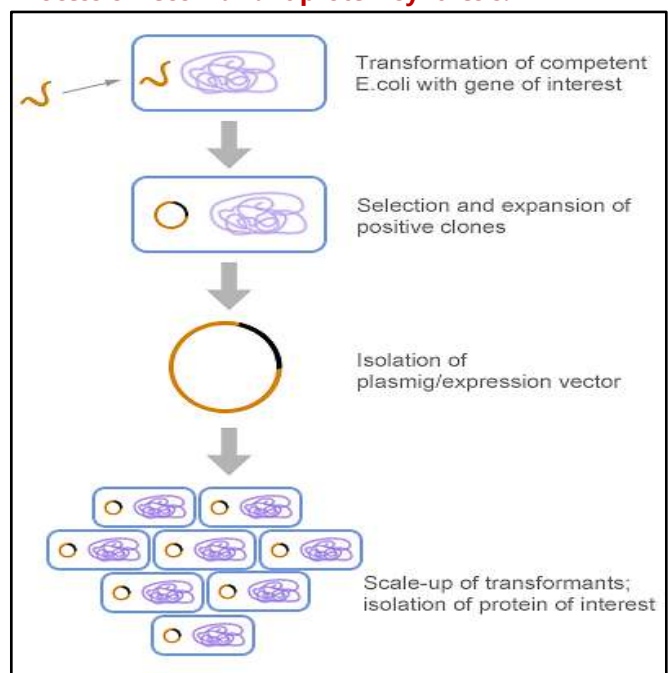 Transformation of competent
E.coli with gene of interest
Selection and expansion of
positive clones
Isolation of
plasmig/expression vector
Scale-up of transformants;
isolation of protein of interest